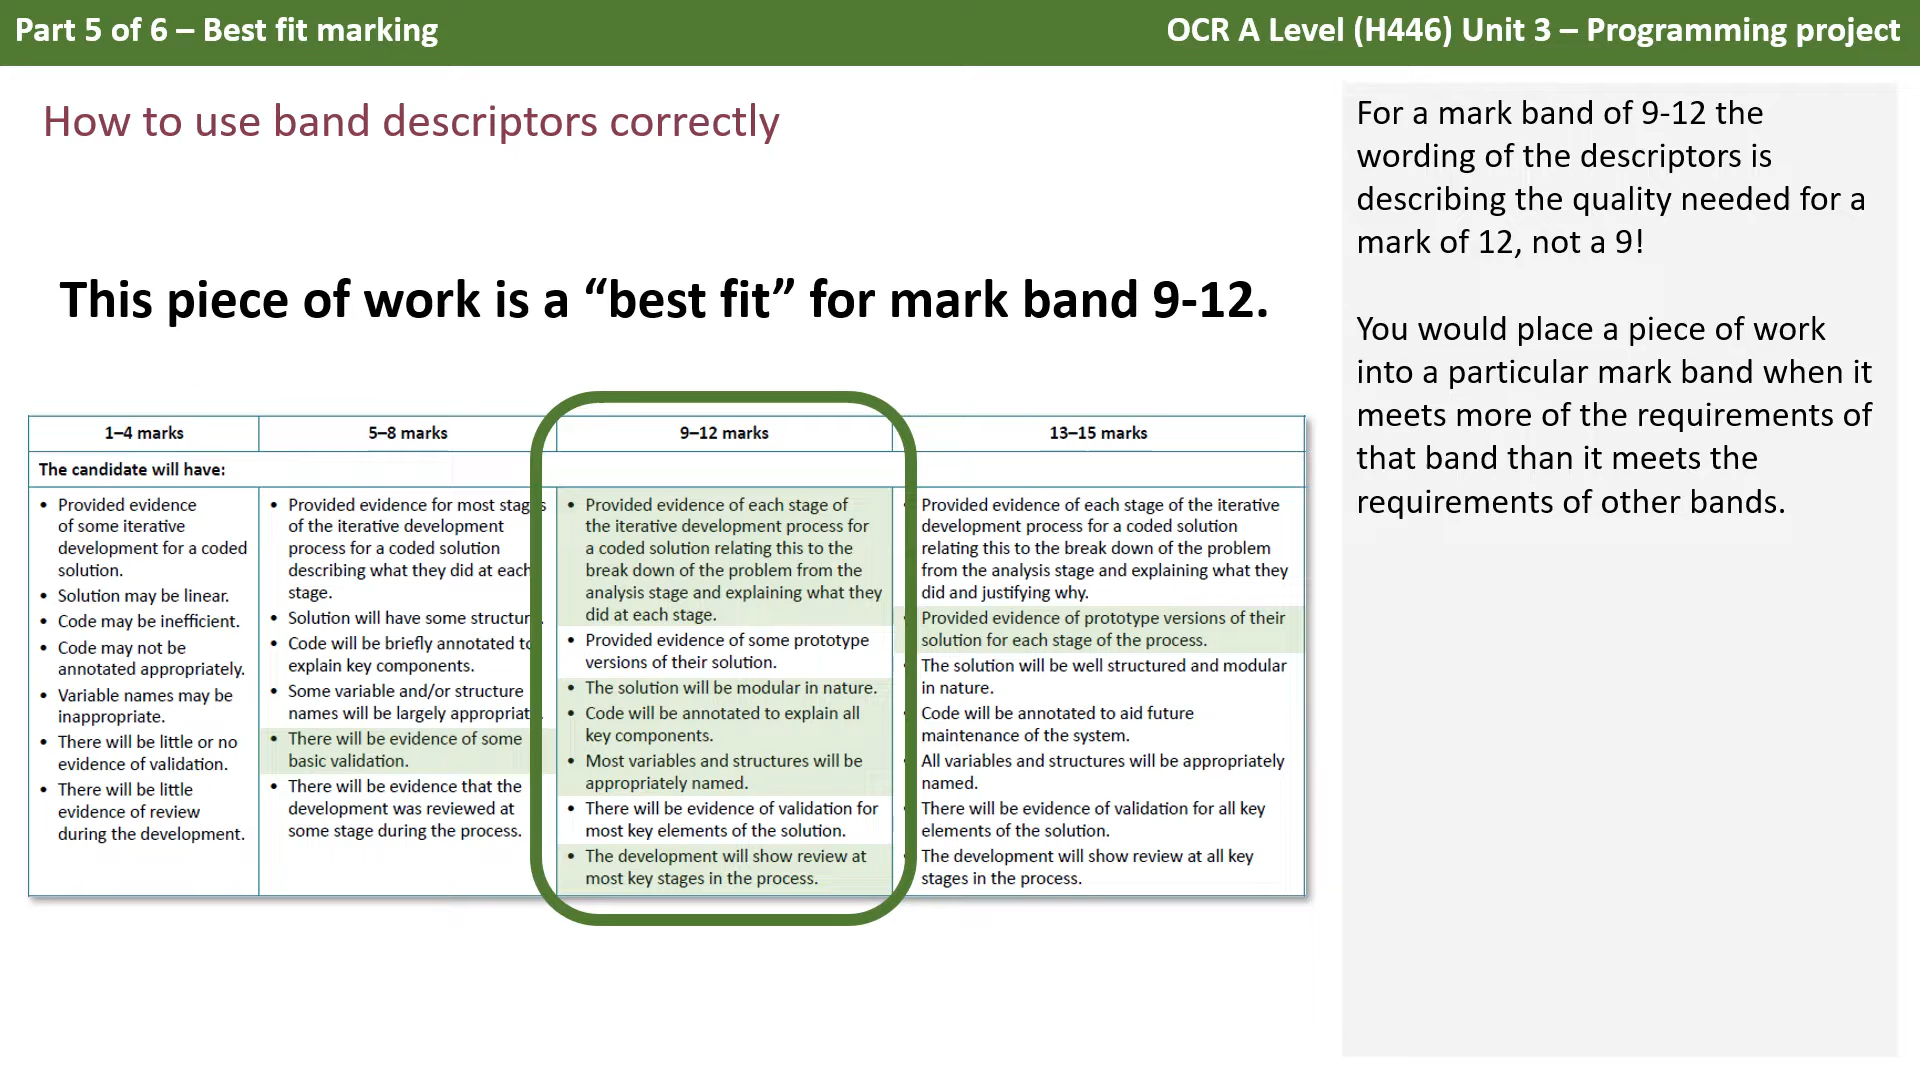 Part 5 of 6 – Best fit marking
OCR A Level (H446) Unit 3 – Programming project
How to use band descriptors correctly
This piece of work is a “best fit” for mark band 9-12.
1–4 marks
5–8 marks
9–12 marks
13–15 marks
The candidate will have:
• Provided evidence
of some iterative
development for a coded
solution.
• Solution may be linear.
• Code may be inefficient.
• Code may not be
annotated appropriately.
• Variable names may be
inappropriate.
• There will be little or no
evidence of validation.
• There will be little
evidence of review
during the development.
• Provided evidence for most stages
of the iterative development
process for a coded solution
describing what they did at each
stage.
• Solution will have some structure.
• Code will be briefly annotated to
explain key components.
• Some variable and/or structure
names will be largely appropriate.
• There will be evidence of some
basic validation.
• There will be evidence that the
development was reviewed at
some stage during the process.
• Provided evidence of each stage of
the iterative development process for
a coded solution relating this to the
break down of the problem from the
analysis stage and explaining what they
did at each stage.
• Provided evidence of some prototype
versions of their solution.
• The solution will be modular in nature.
• Code will be annotated to explain all
key components.
• Most variables and structures will be
appropriately named.
• There will be evidence of validation for
most key elements of the solution.
• The development will show review at
most key stages in the process.
Provided evidence of each stage of the iterative
development process for a coded solution
relating this to the break down of the problem
from the analysis stage and explaining what they
did and justifying why.
Provided evidence of prototype versions of their
solution for each stage of the process.
The solution will be well structured and modular
in nature.
Code will be annotated to aid future
maintenance of the system.
All variables and structures will be appropriately
named.
There will be evidence of validation for all key
elements of the solution.
The development will show review at all key
stages in the process.
For a mark band of 9-12 the
wording of the descriptors is
describing the quality needed for a
mark of 12, not a 9!
You would place a piece of work
into a particular mark band when it
meets more of the requirements of
that band than it meets the
requirements of other bands.